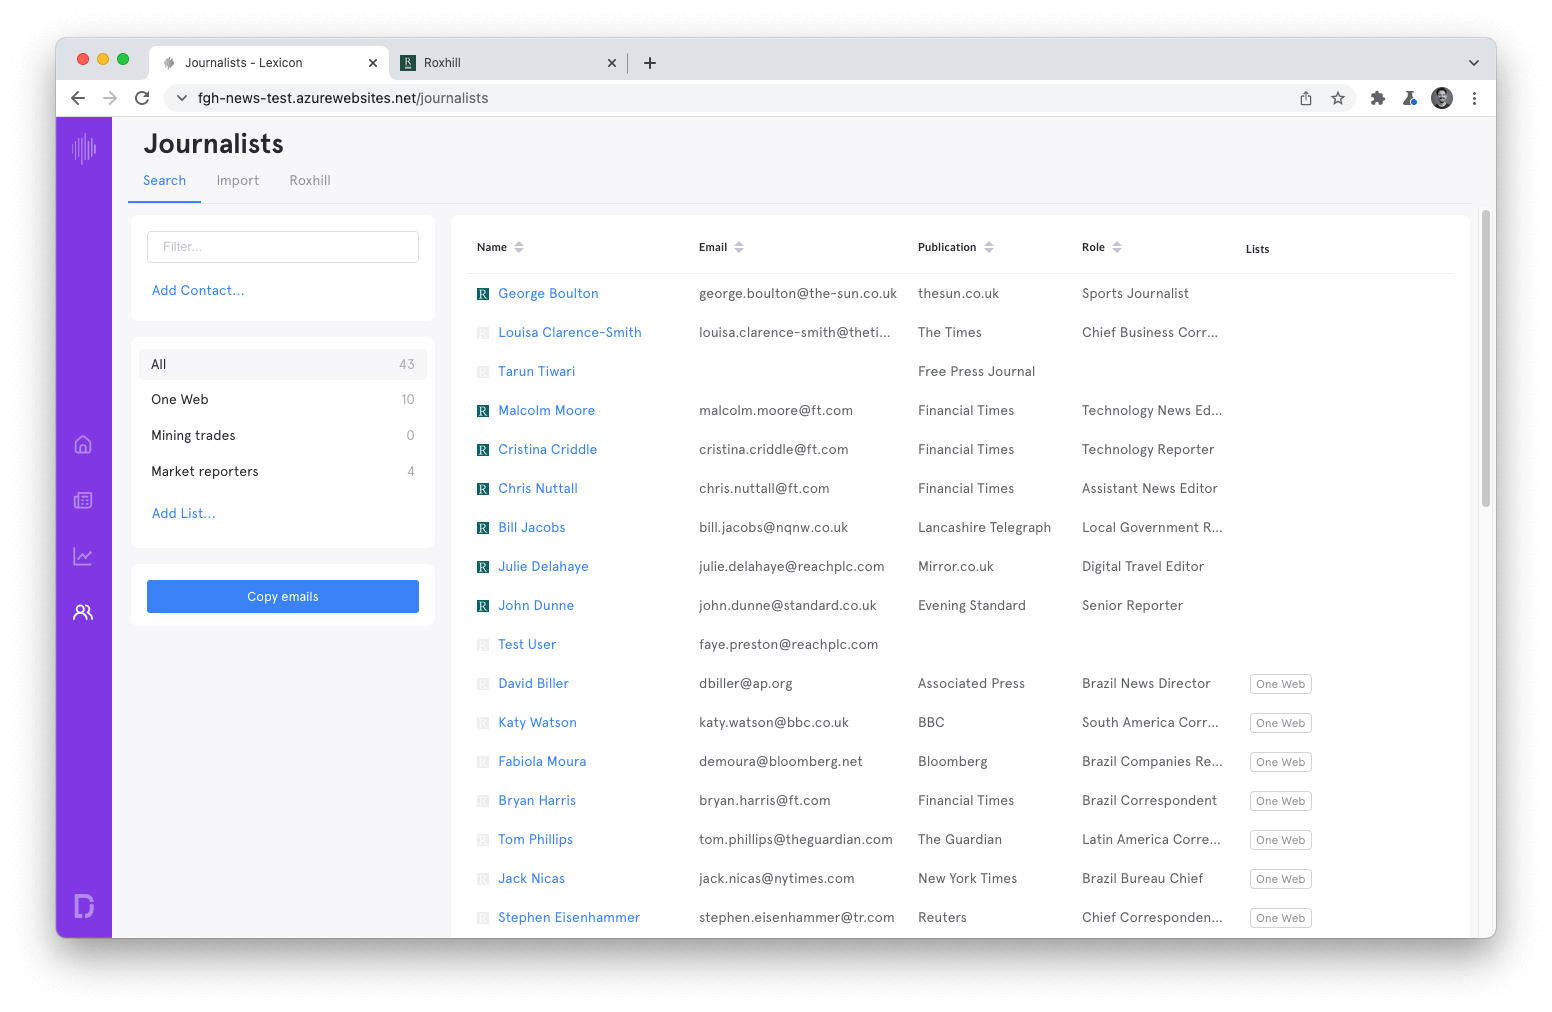 Journalists - Lexicon
Roxhill
fgh-news-test.azurewebsites.net/journalists
Journalists
Search Import Roxhill
Filter...
Add Contact...
All 43
One Web 10
Mining trades 0
Market reporters 4
Add List...
Copy emails
Name Email Publication Role Lists
R George Boulton george.boulton@the-sun.co.uk thesun.co.uk Sports Journalist
R Louisa Clarence-Smith louisa.clarence-smith@theti... The Times Chief Business Corr...
R Tarun Tiwari Free Press Journal
R Malcolm Moore malcolm.moore@ft.com Financial Times Technology News Ed...
R Cristina Criddle cristina.criddle@ft.com Financial Times Technology Reporter
R Chris Nuttall chris.nuttall@ft.com Financial Times Assistant News Editor
R Bill Jacobs bill.jacobs@nqnw.co.uk Lancashire Telegraph Local Government R...
R Julie Delahaye julie.delahaye@reachplc.com Mirror.co.uk Digital Travel Editor
R John Dunne john.dunne@standard.co.uk Evening Standard Senior Reporter
R Test User faye.preston@reachplc.com
R David Biller dbiller@ap.org Associated Press Brazil News Director One Web
R Katy Watson katy.watson@bbc.co.uk BBC South America Corr... One Web
R Fabiola Moura demoura@bloomberg.net Bloomberg Brazil Companies Re... One Web
R Bryan Harris bryan.harris@ft.com Financial Times Brazil Correspondent One Web
R Tom Phillips tom.phillips@theguardian.com The Guardian Latin America Corre... One Web
R Jack Nicas jack.nicas@nytimes.com New York Times Brazil Bureau Chief One Web
R Stephen Eisenhammer stephen.eisenhammer@tr.com Reuters Chief Corresponden... One Web